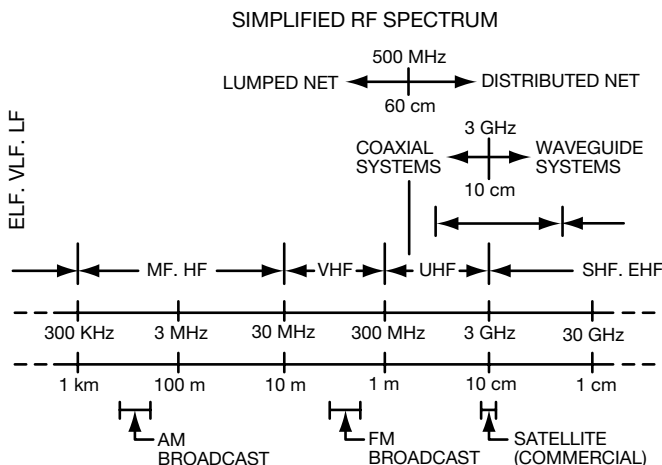 SIMPLIFIED RF SPECTRUM
500 MHz
LUMPED NET
DISTRIBUTED NET
60 cm
ELF. VLF. LF
3 GHz
COAXIAL
SYSTEMS
WAVEGUIDE
SYSTEMS
10 cm
MF. HF
VHF
UHF
SHF. EHF
300 KHz
3 MHz
30 MHz
300 MHz
3 GHz
30 GHz
1 km
100 m
10 m
1 m
10 cm
1 cm
AM
BROADCAST
FM
BROADCAST
SATELLITE
(COMMERCIAL)